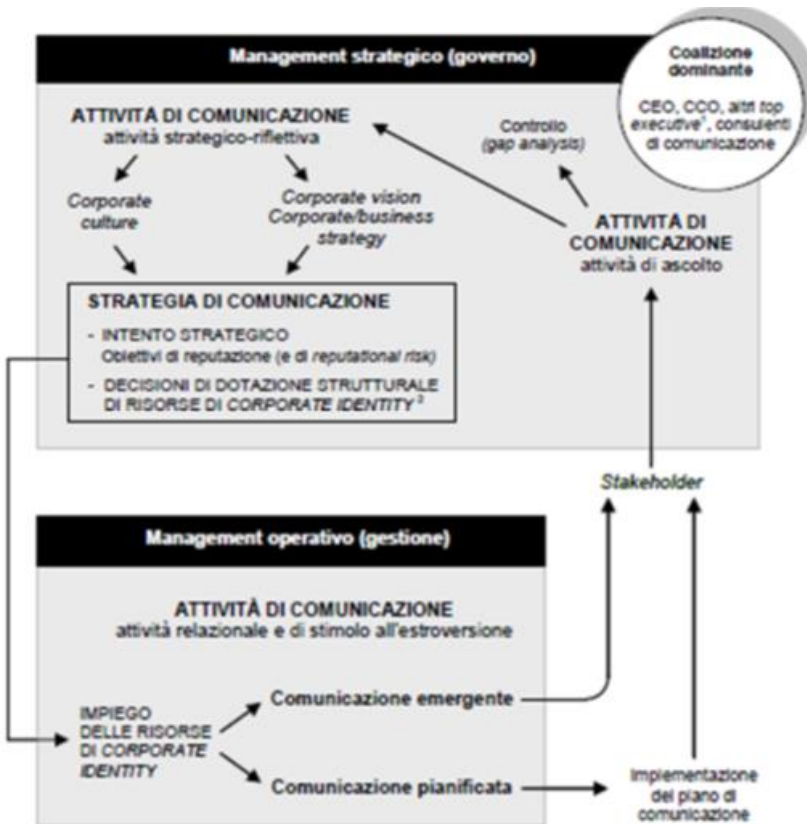 Management strategico (governo)
Coalizione
dominante
CEO, CCO, altri top
executive¹, consulenti
di comunicazione
ATTIVITÀ DI COMUNICAZIONE
attività strategico-riflettiva
Controllo
(gap analysis)
Corporate
culture
Corporate vision
Corporate/business
strategy
ATTIVITÀ DI
COMUNICAZIONE
attività di ascolto
STRATEGIA DI COMUNICAZIONE
- INTENTO STRATEGICO
Obiettivi di reputazione (e di reputational risk)
- DECISIONI DI DOTAZIONE STRUTTURALE
DI RISORSE DI CORPORATE IDENTITY ²
Stakeholder
Management operativo (gestione)
ATTIVITÀ DI COMUNICAZIONE
attività relazionale e di stimolo all'estroversione
IMPIEGO
DELLE RISORSE
DI CORPORATE
IDENTITY
Comunicazione emergente
Comunicazione pianificata
Implementazione
del piano di
comunicazione